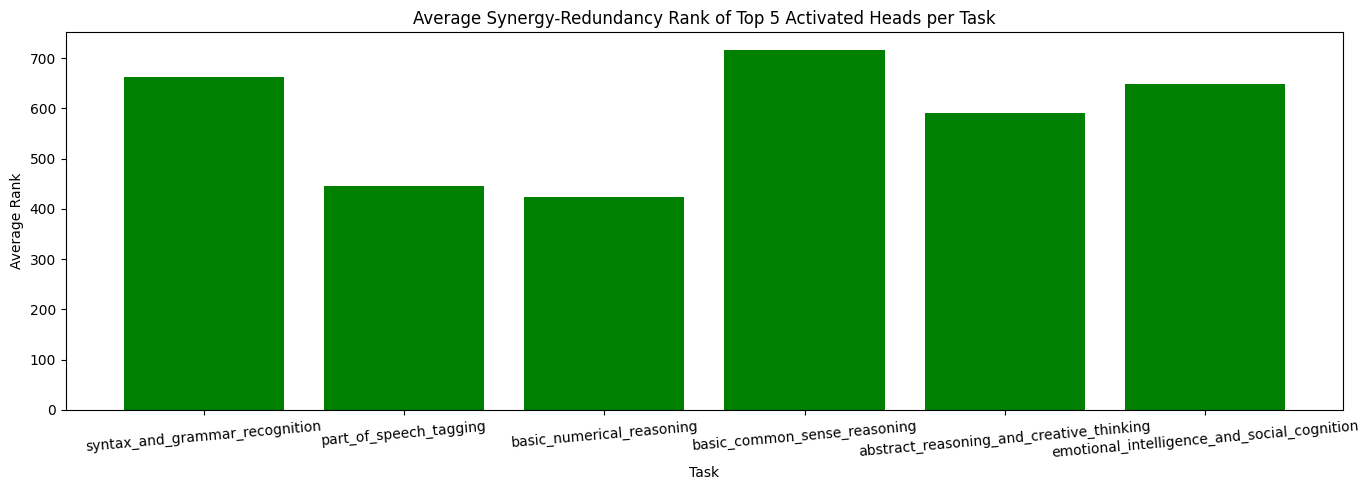 Average Synergy-Redundancy Rank of Top 5 Activated Heads per Task
Average Rank
700
600
500
400
300
200
100
0
syntax_and_grammar_recognition
part_of_speech_tagging
basic_numerical_reasoning
basic_common_sense_reasoning
abstract_reasoning_and_creative_thinking
emotional_intelligence_and_social_cognition
Task